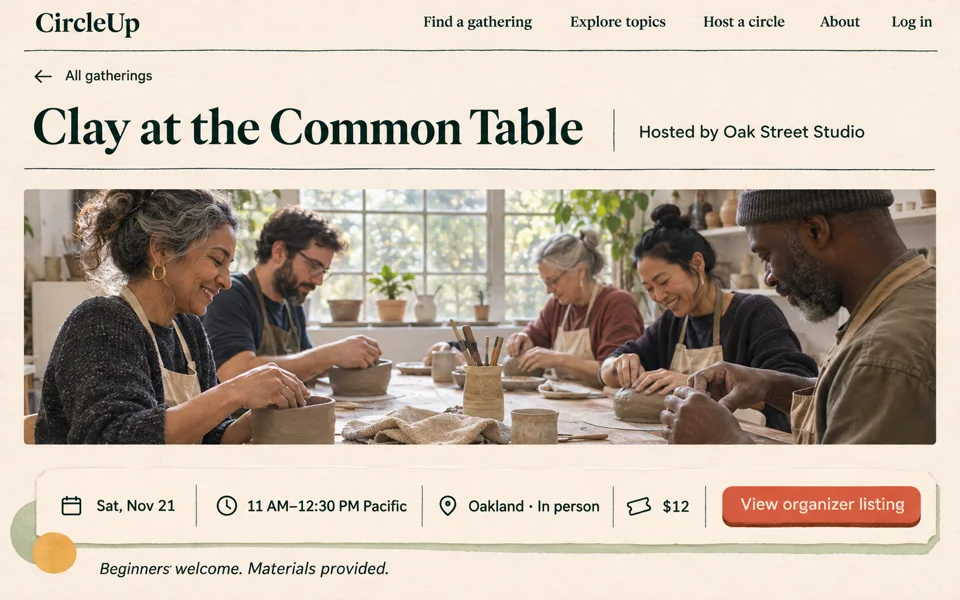 CircleUp
Find a gathering Explore topics Host a circle About Log in
← All gatherings
Clay at the Common Table
Hosted by Oak Street Studio
Sat, Nov 21
11 AM–12:30 PM Pacific
Oakland · In person
$12
View organizer listing
Beginners welcome. Materials provided.